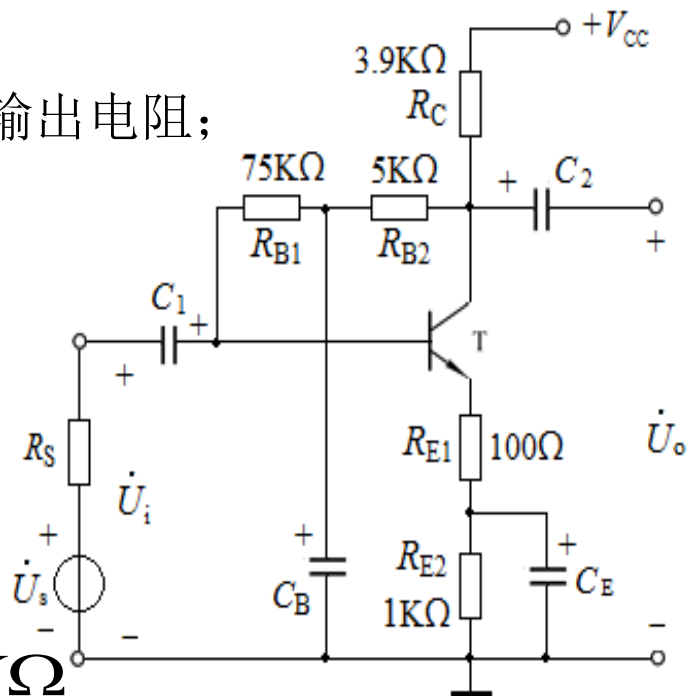 +V_CC
3.9KΩ
R_C
输出电阻；
75KΩ
5KΩ
+
C_2
R_B1
R_B2
+
C_1
+
T
+
R_S
U̇_i
R_E1
100Ω
U̇_o
+
+
R_E2
+
U̇_s
C_B
1KΩ
C_E
−
−
−
Ω